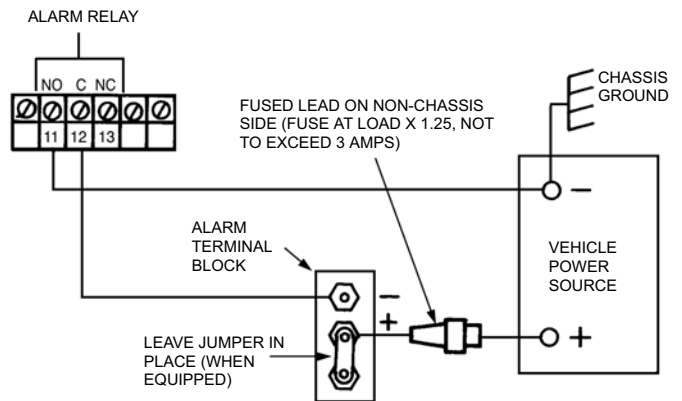 ALARM RELAY
NO C NC
11 12 13
CHASSIS
GROUND
FUSED LEAD ON NON-CHASSIS
SIDE (FUSE AT LOAD X 1.25, NOT
TO EXCEED 3 AMPS)
−
ALARM
TERMINAL
BLOCK
VEHICLE
POWER
SOURCE
−
+
+
LEAVE JUMPER IN
PLACE (WHEN
EQUIPPED)